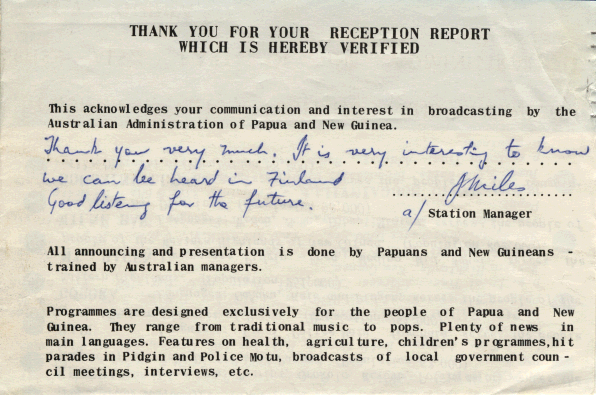 THANK YOU FOR YOUR RECEPTION REPORT
WHICH IS HEREBY VERIFIED
This acknowledges your communication and interest in broadcasting by the
Australian Administration of Papua and New Guinea.
Thank you very much. It is very interesting to know
we can be heard in Finland
Good listening for the future.
J Miles
a/ Station Manager
All announcing and presentation is done by Papuans and New Guineans -
trained by Australian managers.
Programmes are designed exclusively for the people of Papua and New
Guinea. They range from traditional music to pops. Plenty of news in
main languages. Features on health, agriculture, children's programmes,hit
parades in Pidgin and Police Motu, broadcasts of local government coun -
cil meetings, interviews, etc.